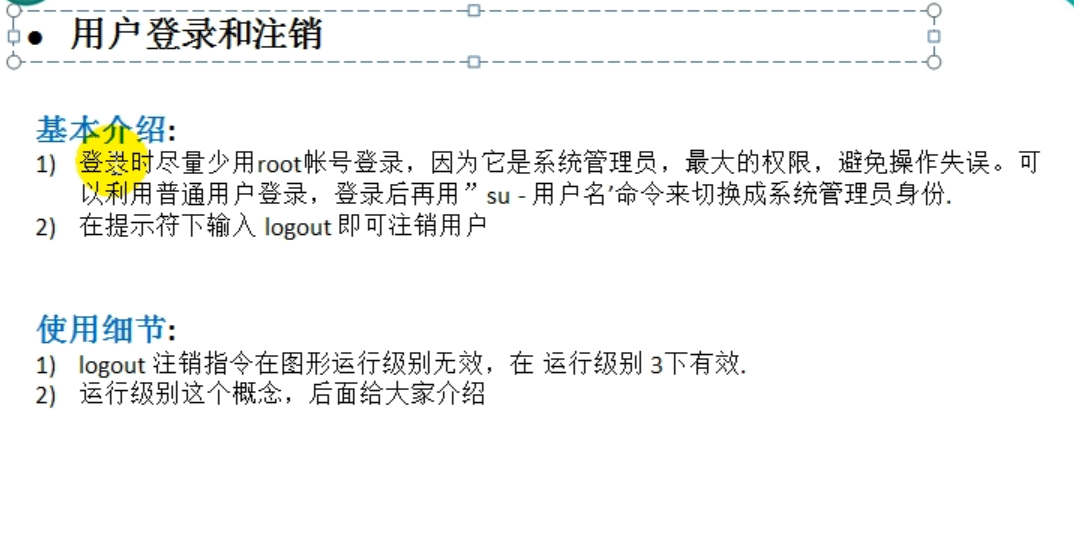 • 用户登录和注销
基本介绍:
1) 登录时尽量少用root帐号登录，因为它是系统管理员，最大的权限，避免操作失误。可
以利用普通用户登录，登录后再用”su - 用户名’命令来切换成系统管理员身份.
2) 在提示符下输入 logout 即可注销用户
使用细节:
1) logout 注销指令在图形运行级别无效，在 运行级别 3下有效.
2) 运行级别这个概念，后面给大家介绍